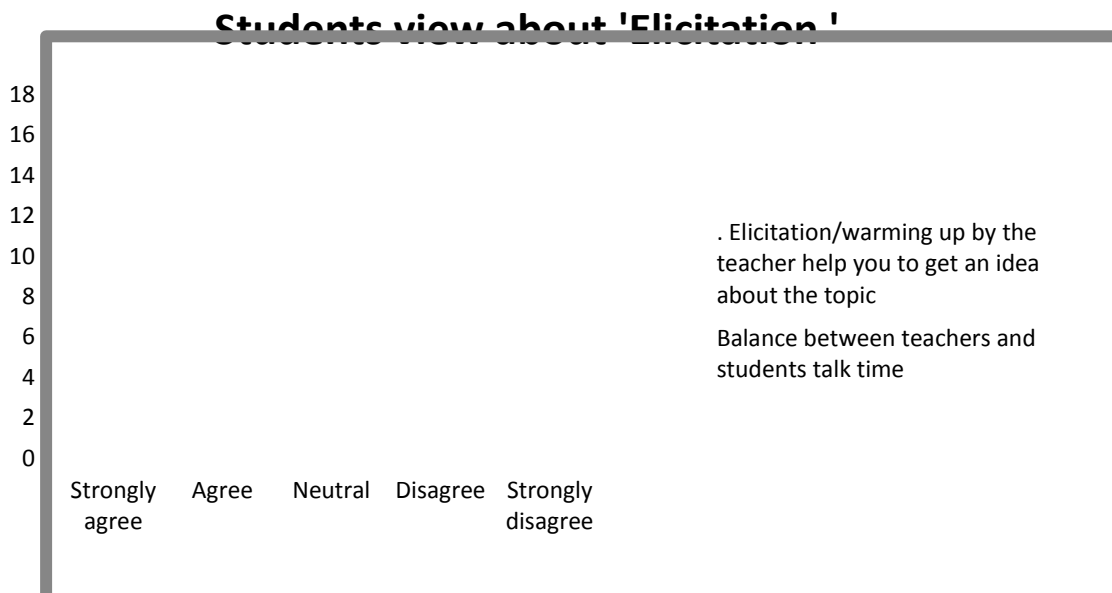 Students view about 'Elicitation '
18
16
14
12
10
8
6
4
2
0
Strongly agree
Agree
Neutral
Disagree
Strongly disagree
. Elicitation/warming up by the
teacher help you to get an idea
about the topic
Balance between teachers and
students talk time